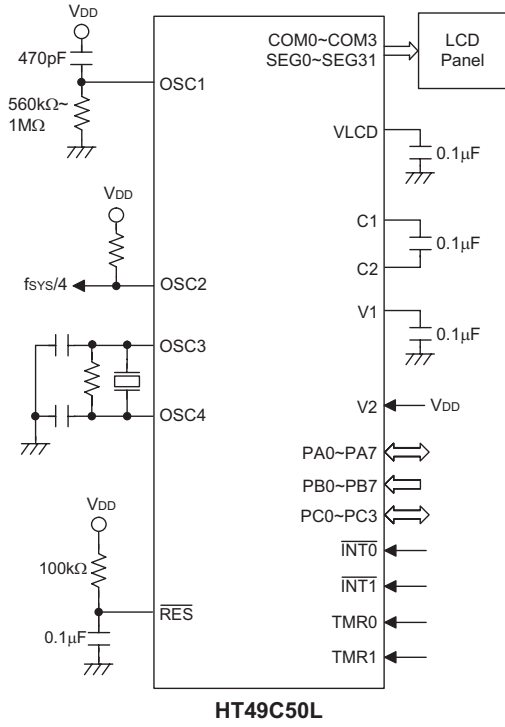 VDD
470pF
OSC1
560kΩ~
1MΩ
VDD
fSYS/4
OSC2
OSC3
OSC4
VDD
100kΩ
RES
0.1μF
COM0~COM3
SEG0~SEG31
LCD
Panel
VLCD
0.1μF
C1
0.1μF
C2
V1
0.1μF
V2
VDD
PA0~PA7
PB0~PB7
PC0~PC3
INT0
INT1
TMR0
TMR1
HT49C50L